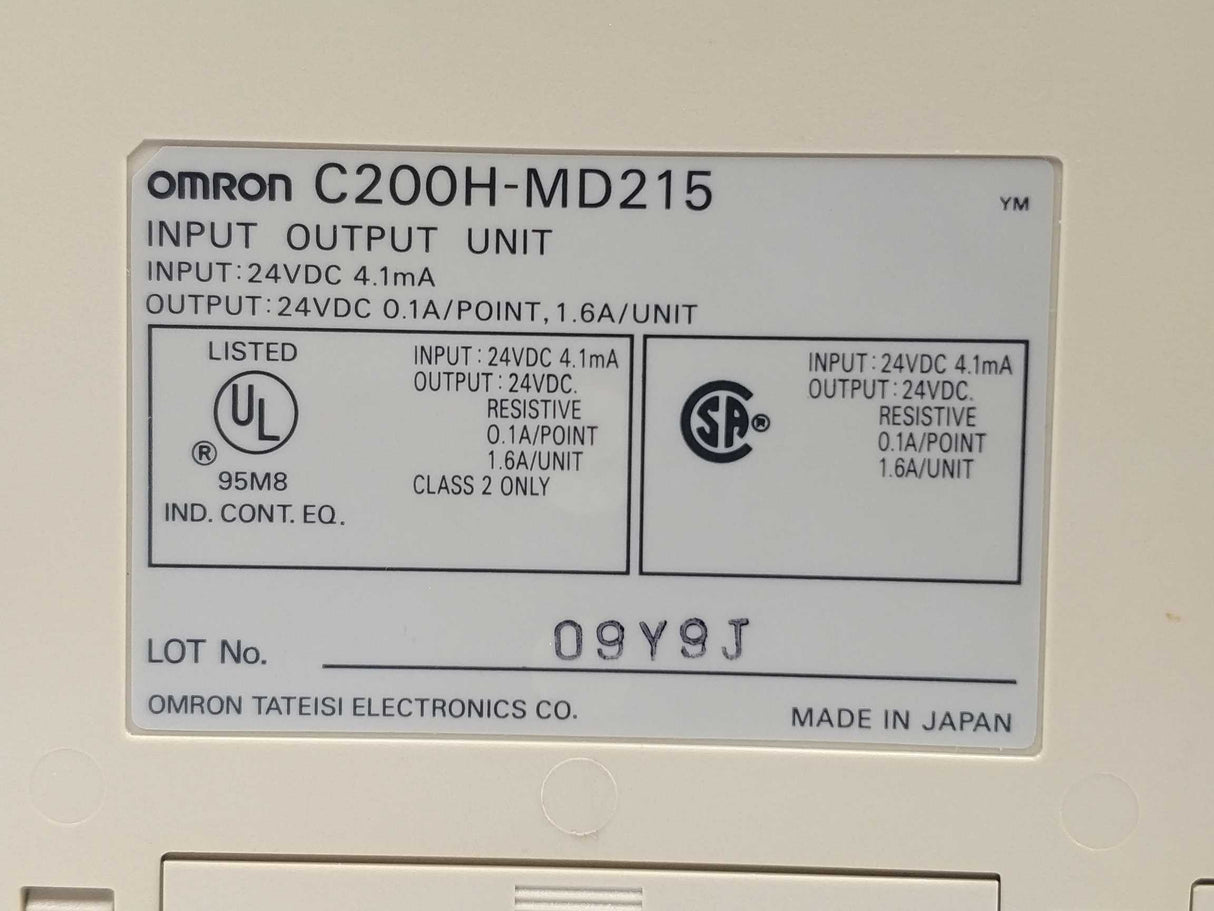 OMRON C200H-MD215
YM
INPUT OUTPUT UNIT
INPUT:24VDC 4.1mA
OUTPUT:24VDC 0.1A/POINT,1.6A/UNIT
LISTED
UL
®
95M8
IND. CONT. EQ.
INPUT:24VDC 4.1mA
OUTPUT:24VDC.
RESISTIVE
0.1A/POINT
1.6A/UNIT
CLASS 2 ONLY
SA®
INPUT:24VDC 4.1mA
OUTPUT:24VDC.
RESISTIVE
0.1A/POINT
1.6A/UNIT
LOT No. 09Y9J
OMRON TATEISI ELECTRONICS CO.
MADE IN JAPAN